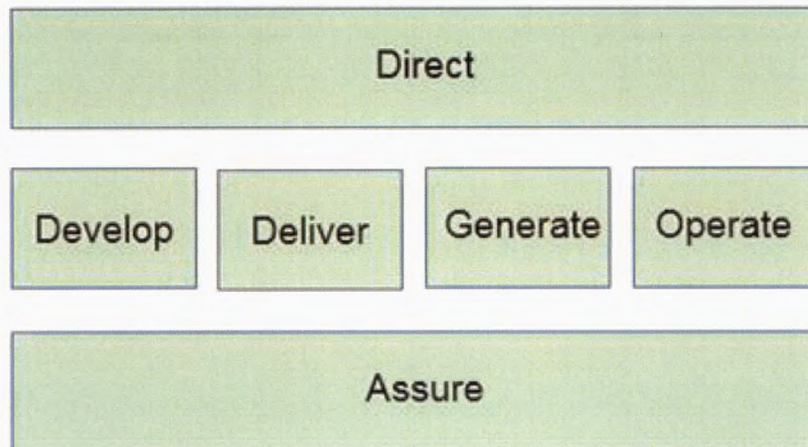 Direct
Develop
Deliver
Generate
Operate
Assure